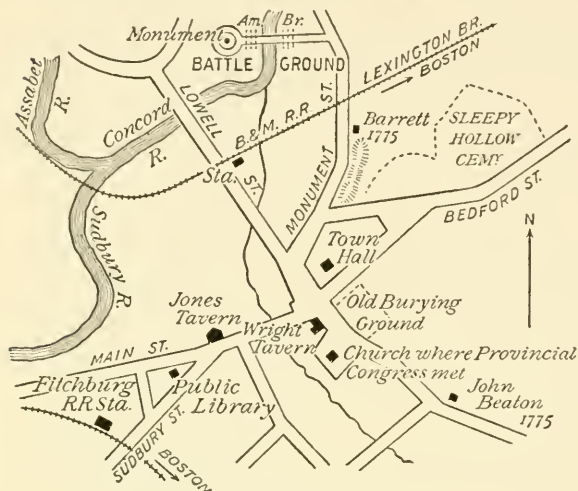 Am. Br.
Monument
BATTLE GROUND
LEXINGTON BR.
BOSTON
Assabet
R.
Concord
R.
LOWELL
ST.
B.&M. R.R
Sta.
MONUMENT ST.
Barrett
1775
SLEEPY
HOLLOW
CEMY
BEDFORD ST.
Sudbury R.
Town
Hall
N
Jones
Tavern
Wright
Tavern
Old Burying
Ground
MAIN ST.
Church where Provincial
Congress met
Fitchburg
RR Sta.
Public
Library
SUDBURY ST.
BOSTON
John
Beaton
1775